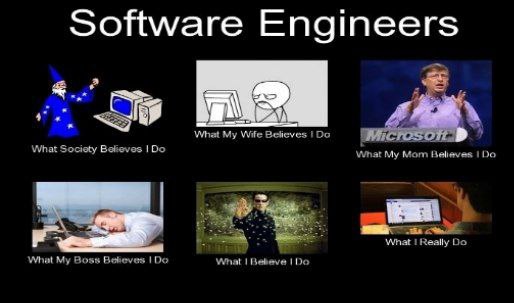 Software Engineers
What Society Believes I Do
What My Wife Believes I Do
Microsoft
What My Mom Believes I Do
What My Boss Believes I Do
What I Believe I Do
What I Really Do